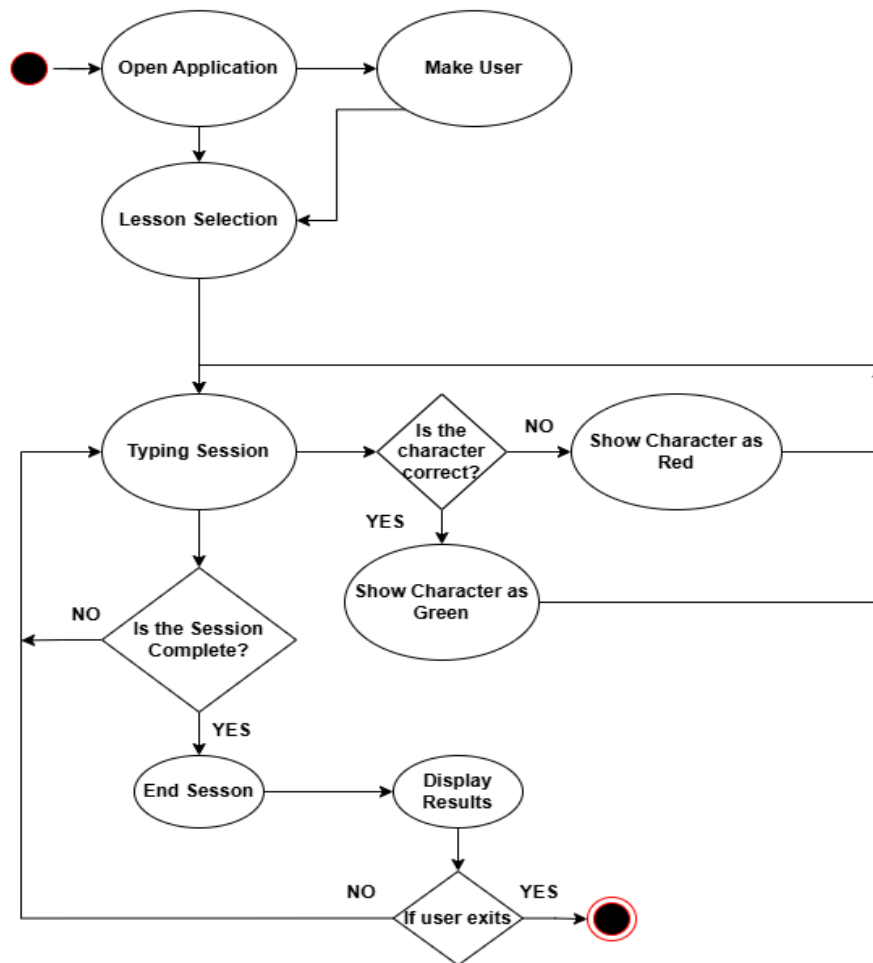 Open Application
Make User
Lesson Selection
Typing Session
Is the
character
correct?
NO
Show Character as
Red
YES
Show Character as
Green
NO
Is the Session
Complete?
YES
End Sesson
Display
Results
NO
If user exits
YES